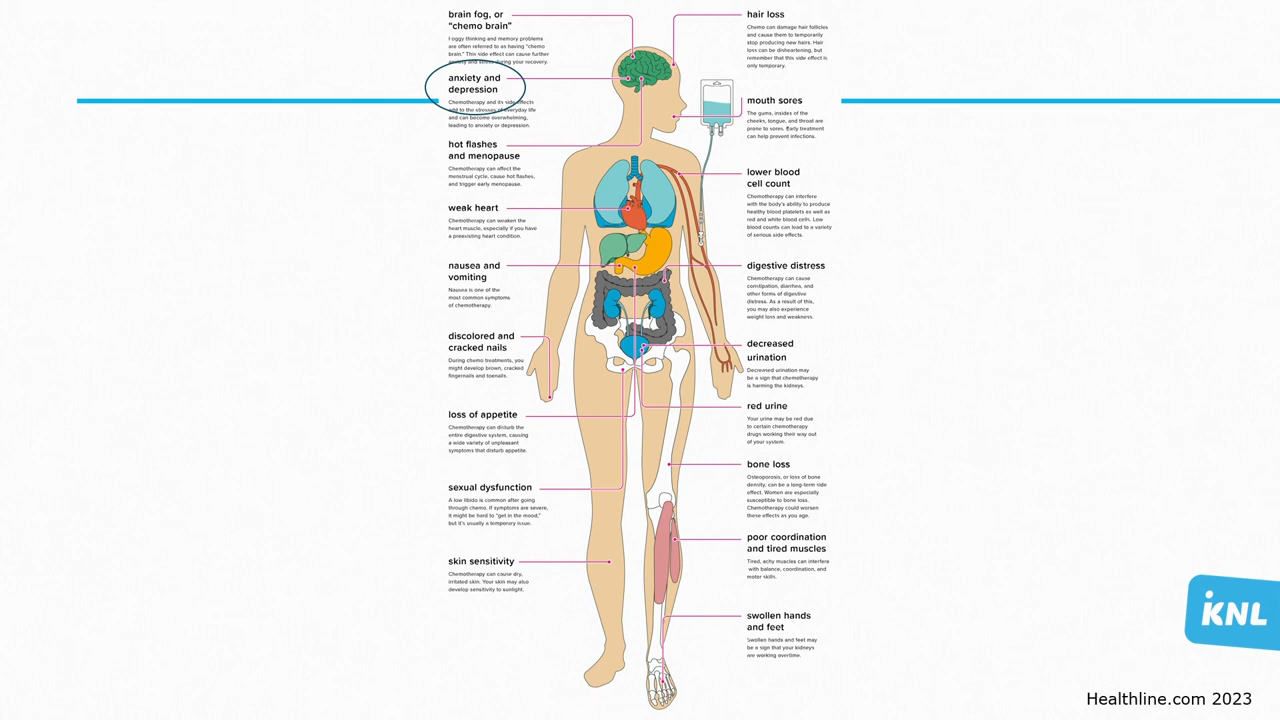 brain fog, or
“chemo brain”
Foggy thinking and memory problems
are often referred to as having “chemo
brain.” This side effect can cause further
anxiety and stress during your recovery.
anxiety and
depression
Chemotherapy and its side effects
add to the stresses of everyday life
and can become overwhelming,
leading to anxiety or depression.
hot flashes
and menopause
Chemotherapy can affect the
menstrual cycle, cause hot flashes,
and trigger early menopause.
weak heart
Chemotherapy can weaken the
heart muscle, especially if you have
a preexisting heart condition.
nausea and
vomiting
Nausea is one of the
most common symptoms
of chemotherapy.
discolored and
cracked nails
During chemo treatments, you
might develop brown, cracked
fingernails and toenails.
loss of appetite
Chemotherapy can disturb the
entire digestive system, causing
a wide variety of unpleasant
symptoms that disturb appetite.
sexual dysfunction
A low libido is common after going
through chemo. If symptoms are severe,
it might be hard to “get in the mood,”
but it’s usually a temporary issue.
skin sensitivity
Chemotherapy can cause dry,
irritated skin. Your skin may also
develop sensitivity to sunlight.
hair loss
Chemo can damage hair follicles
and cause them to temporarily
stop producing new hairs. Hair
loss can be disheartening, but
remember that this side effect is
only temporary.
mouth sores
The gums, insides of the
cheeks, tongue, and throat are
prone to sores. Early treatment
can help prevent infections.
lower blood
cell count
Chemotherapy can interfere
with the body’s ability to produce
healthy blood platelets as well as
red and white blood cells. Low
blood counts can lead to a variety
of serious side effects.
digestive distress
Chemotherapy can cause
constipation, diarrhea, and
other forms of digestive
distress. As a result of this,
you may also experience
weight loss and weakness.
decreased
urination
Decreased urination may
be a sign that chemotherapy
is harming the kidneys.
red urine
Your urine may be red due
to certain chemotherapy
drugs working their way out
of your system.
bone loss
Osteoporosis, or loss of bone
density, can be a long-term side
effect. Women are especially
susceptible to bone loss.
Chemotherapy could worsen
these effects as you age.
poor coordination
and tired muscles
Tired, achy muscles can interfere
with balance, coordination, and
motor skills.
swollen hands
and feet
Swollen hands and feet may
be a sign that your kidneys
are working overtime.
iKNL
Healthline.com 2023